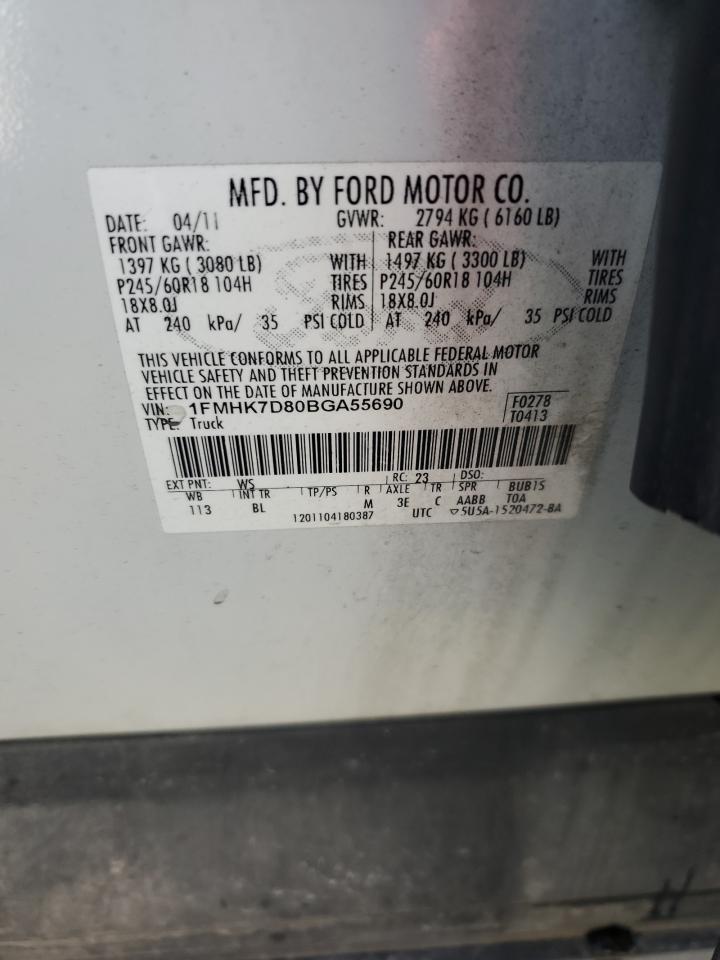 MFD. BY FORD MOTOR CO.
DATE: 04/11 GVWR: 2794 KG ( 6160 LB)
FRONT GAWR: REAR GAWR:
1397 KG ( 3080 LB) WITH 1497 KG ( 3300 LB) WITH
P245/60R18 104H TIRES P245/60R18 104H TIRES
18X8.0J RIMS 18X8.0J RIMS
AT 240 kPa/ 35 PSI COLD AT 240 kPa/ 35 PSI COLD
THIS VEHICLE CONFORMS TO ALL APPLICABLE FEDERAL MOTOR
VEHICLE SAFETY AND THEFT PREVENTION STANDARDS IN
EFFECT ON THE DATE OF MANUFACTURE SHOWN ABOVE.
VIN: 1FMHK7D80BGA55690 F0278
TYPE: Truck T0413
EXT PNT: WS RC: 23 DSO:
WB INT TR TP/PS R AXLE TR SPR BUB1S
113 BL M 3E C AABB T0A
1201104180387 UTC ▽5U5A-1520472-BA